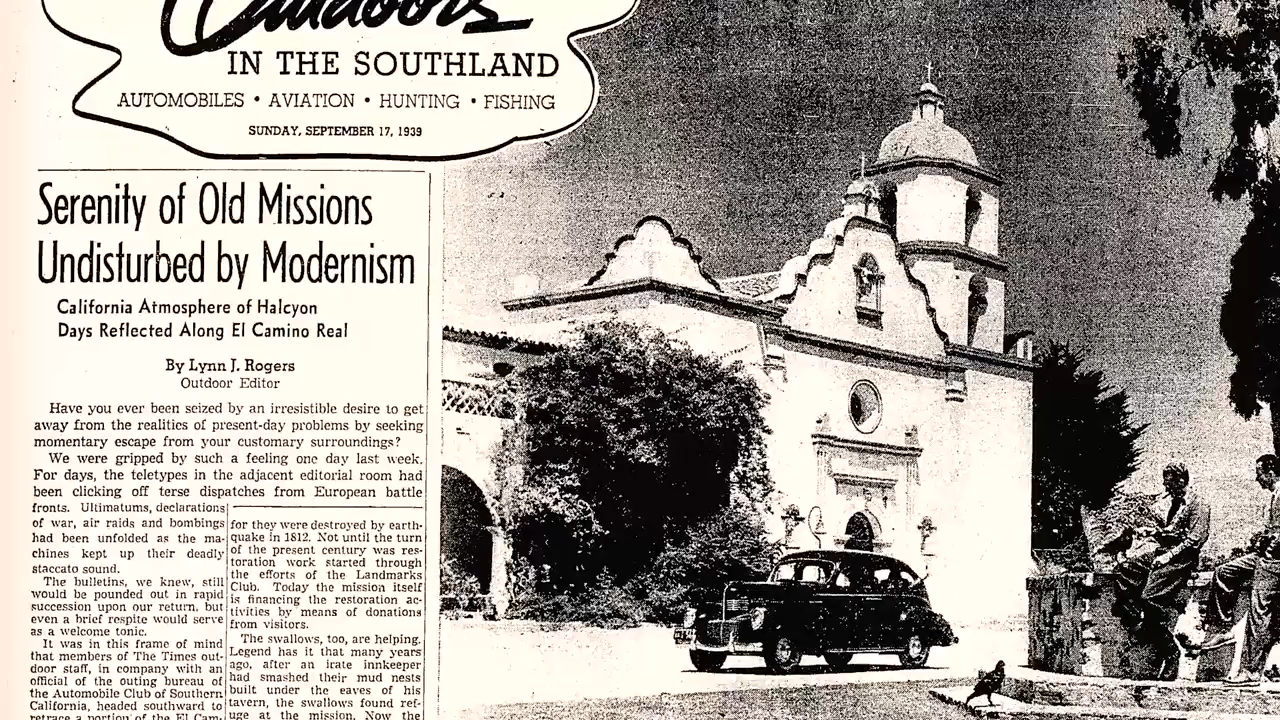 Outdoors
IN THE SOUTHLAND
AUTOMOBILES • AVIATION • HUNTING • FISHING
SUNDAY, SEPTEMBER 17, 1939
Serenity of Old Missions
Undisturbed by Modernism
California Atmosphere of Halcyon
Days Reflected Along El Camino Real
By Lynn J. Rogers
Outdoor Editor
Have you ever been seized by an irresistible desire to get
away from the realities of present-day problems by seeking
momentary escape from your customary surroundings?
We were gripped by such a feeling one day last week.
For days, the teletypes in the adjacent editorial room had
been clicking off terse dispatches from European battle
fronts. Ultimatums, declarations
of war, air raids and bombings
had been unfolded as the ma-
chines kept up their deadly
staccato sound.
The bulletins, we knew, still
would be pounded out in rapid
succession upon our return, but
even a brief respite would serve
as a welcome tonic.
It was in this frame of mind
that members of The Times out-
door staff, in company with an
official of the outing bureau of
the Automobile Club of Southern
California, headed southward to
retrace a portion of the El Cam-
for they were destroyed by earth-
quake in 1812. Not until the turn
of the present century was res-
toration work started through
the efforts of the Landmarks
Club. Today the mission itself
is financing the restoration ac-
tivities by means of donations
from visitors.
The swallows, too, are helping.
Legend has it that many years
ago, after an irate innkeeper
had smashed their mud nests
built under the eaves of his
tavern, the swallows found ref-
uge at the mission. Now the